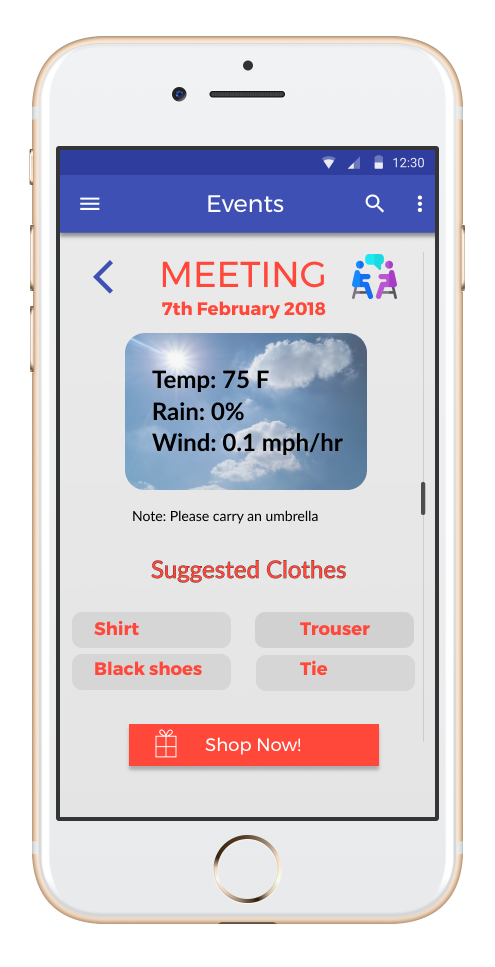 12:30
Events
MEETING
7th February 2018
Temp: 75 F
Rain: 0%
Wind: 0.1 mph/hr
Note: Please carry an umbrella
Suggested Clothes
Shirt Trouser
Black shoes Tie
Shop Now!